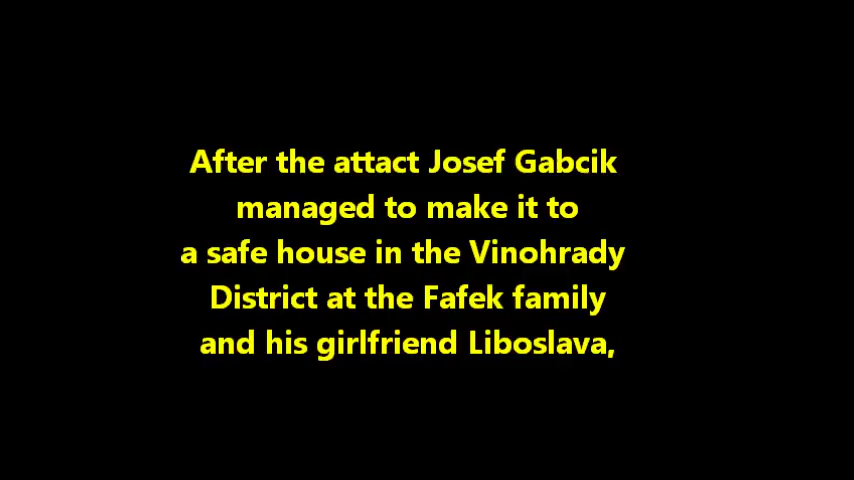 After the attact Josef Gabcik
managed to make it to
a safe house in the Vinohrady
District at the Fafek family
and his girlfriend Liboslava,